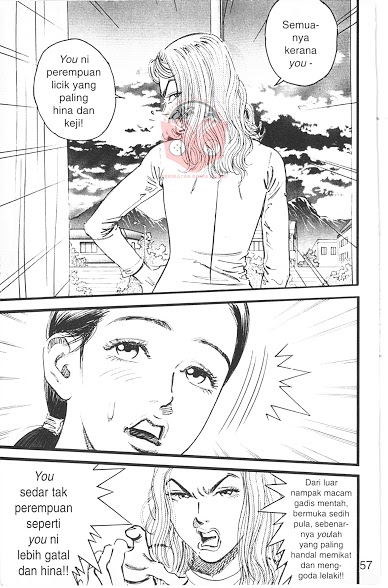 Semua-
nya
kerana
you -
You ni
perempuan
licik yang
paling
hina dan
keji!
You
sedar tak
perempuan
seperti
you ni
lebih gatal
dan hina!!
Dari luar
nampak macam
gadis mentah,
bermuka sedih
pula, sebenar-
nya youlah
yang paling
handal memikat
dan meng-
goda lelaki!!
57